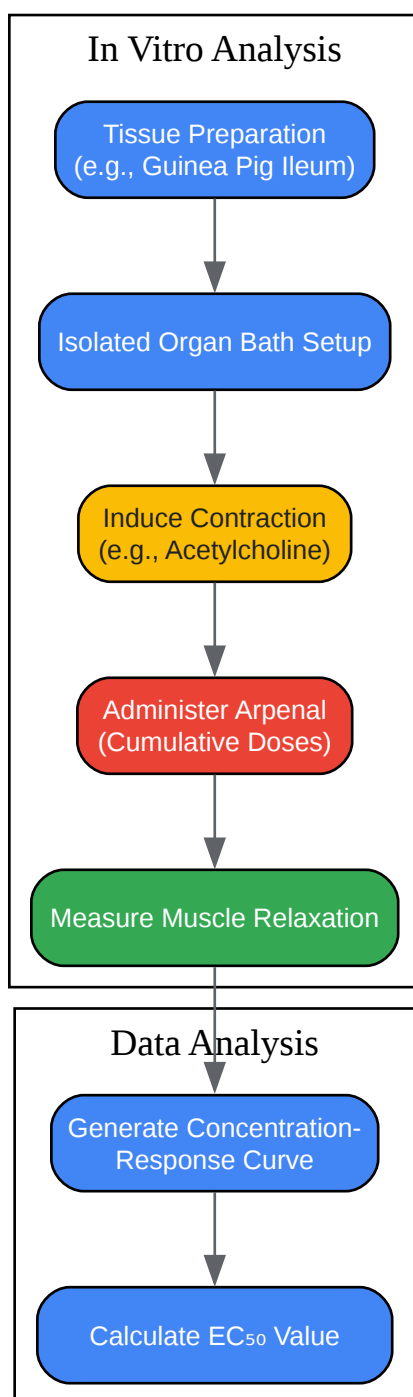 In Vitro Analysis
Tissue Preparation
(e.g., Guinea Pig Ileum)
Isolated Organ Bath Setup
Induce Contraction
(e.g., Acetylcholine)
Administer Arpenal
(Cumulative Doses)
Measure Muscle Relaxation
Data Analysis
Generate Concentration-
Response Curve
Calculate EC₅₀ Value